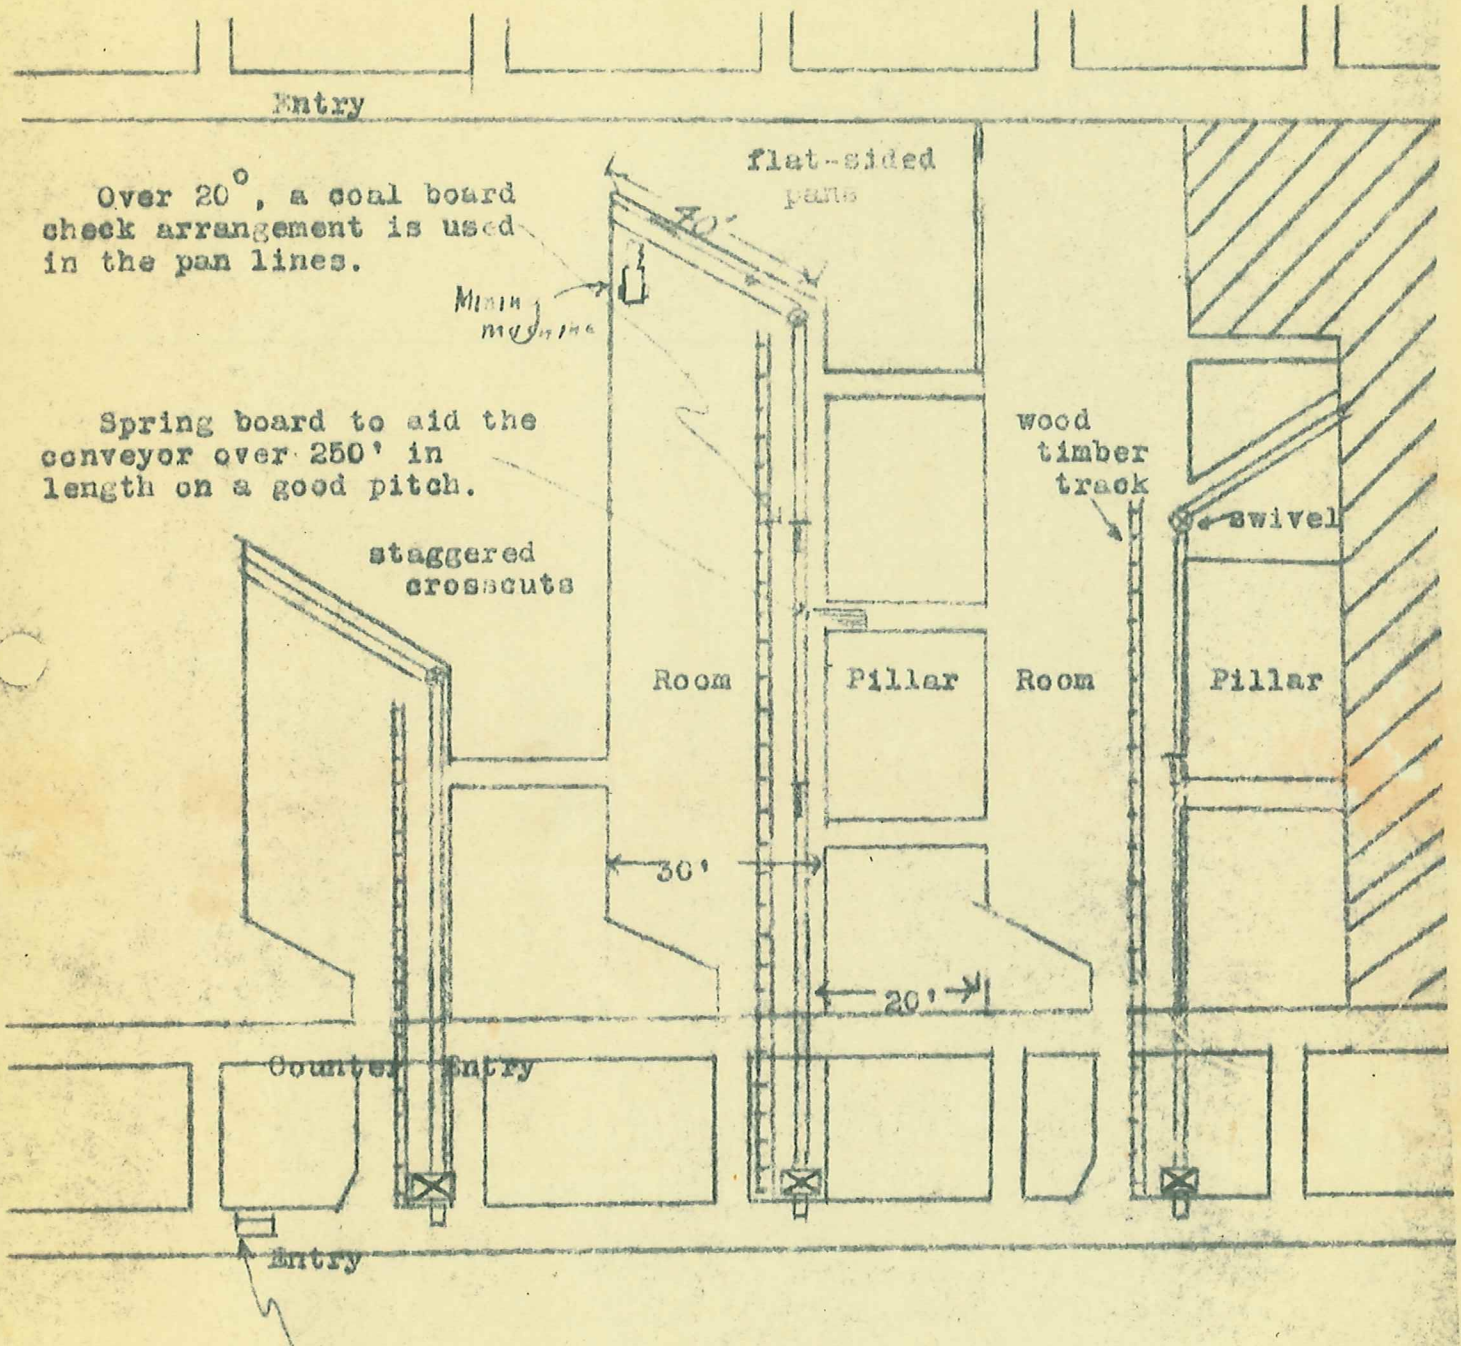 Entry
flat-sided
pans
Over 20°, a coal board
check arrangement is used
in the pan lines.
40'
Mining
machine
Spring board to aid the
conveyor over 250' in
length on a good pitch.
wood
timber
track
swivel
staggered
crosscuts
Room
Pillar
Room
Pillar
30'
20'
Counter Entry
Entry